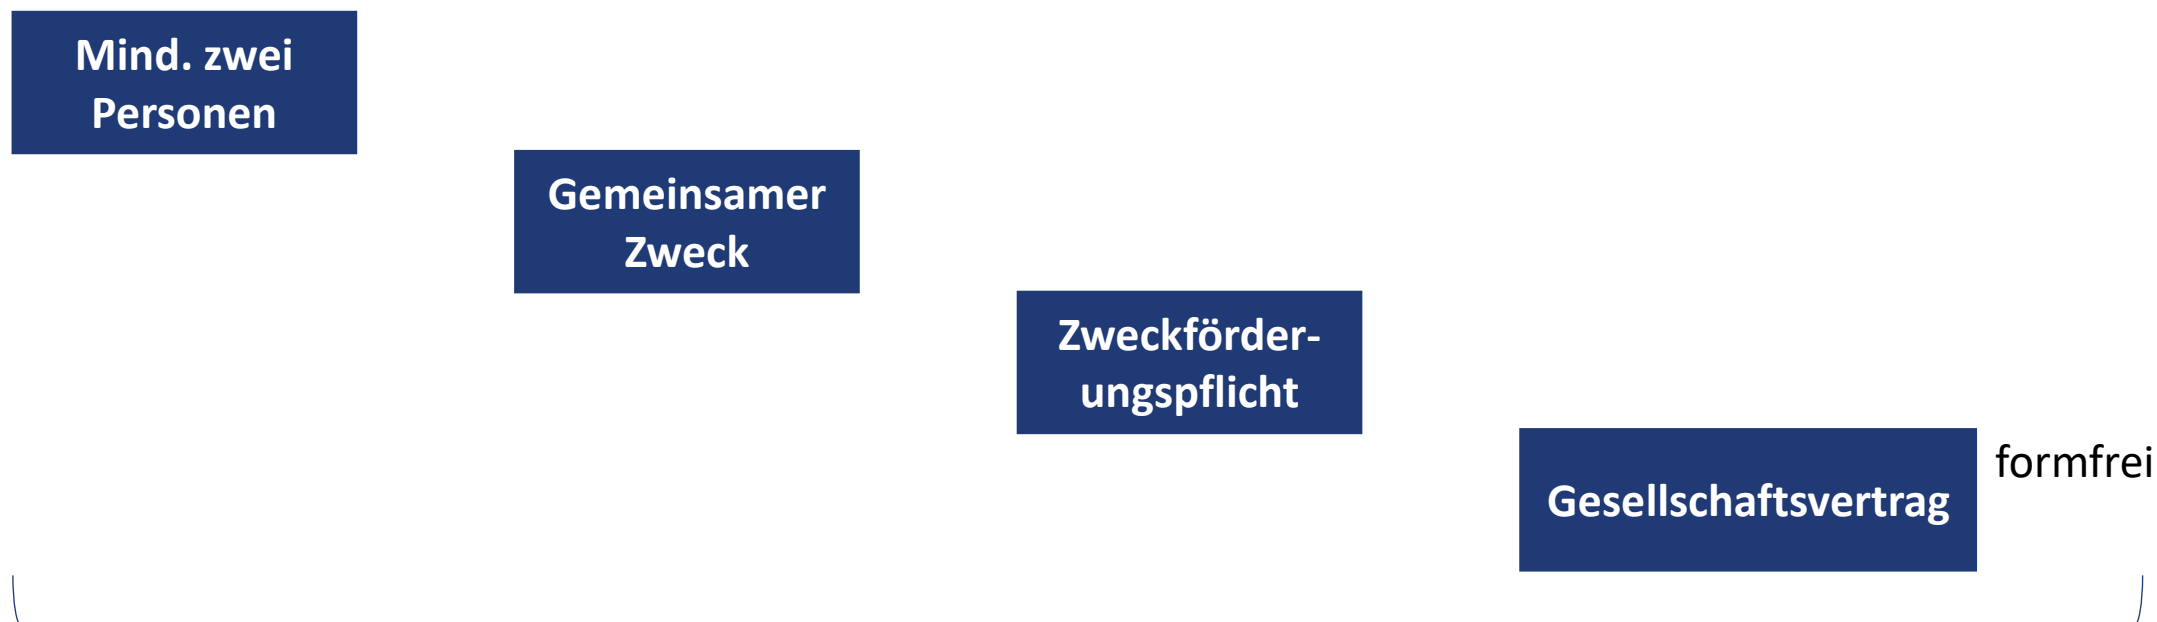 Mind. zwei
Personen
Gemeinsamer
Zweck
Zweckförder-
ungspflicht
formfrei
Gesellschaftsvertrag